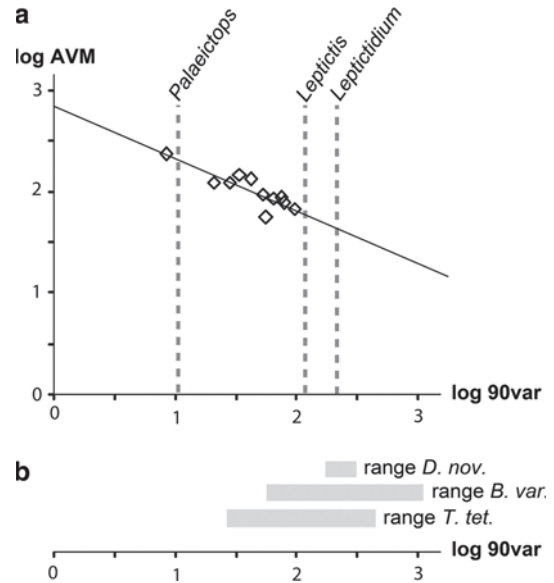 a
log AVM
Palaeictops
Leptictis
Leptictidium
3
2
1
0
0 1 2 3
log 90var
b
range D. nov.
range B. var.
range T. tet.
log 90var
0 1 2 3